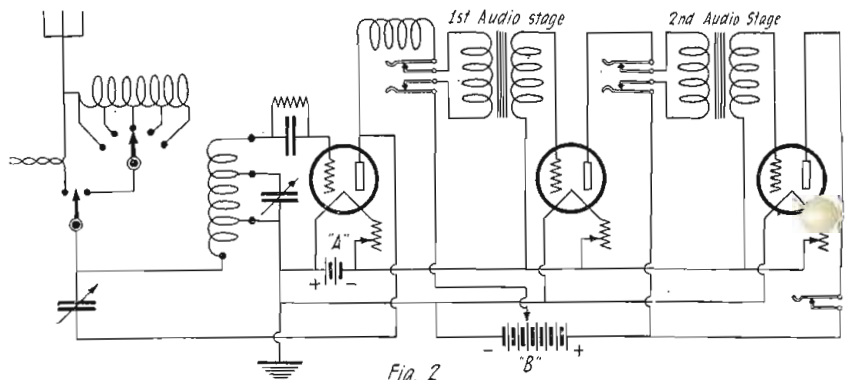 1st Audio stage
2nd Audio Stage
"A"
+ -
- +
"B"
Fig. 2